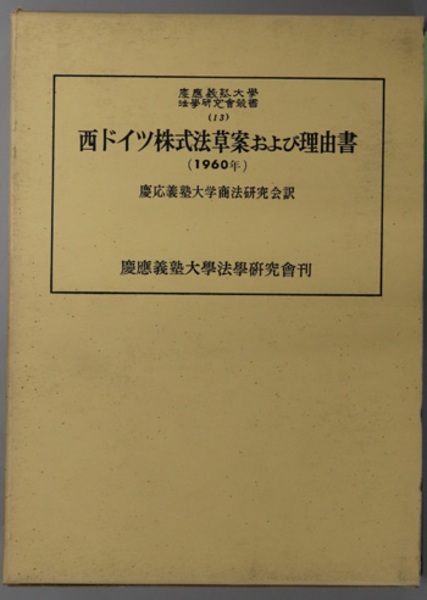 慶應義塾大學
法學研究會叢書
(13)
西ドイツ株式法草案および理由書
(1960年)
慶応義塾大学商法研究会訳
慶應義塾大學法學研究會刊